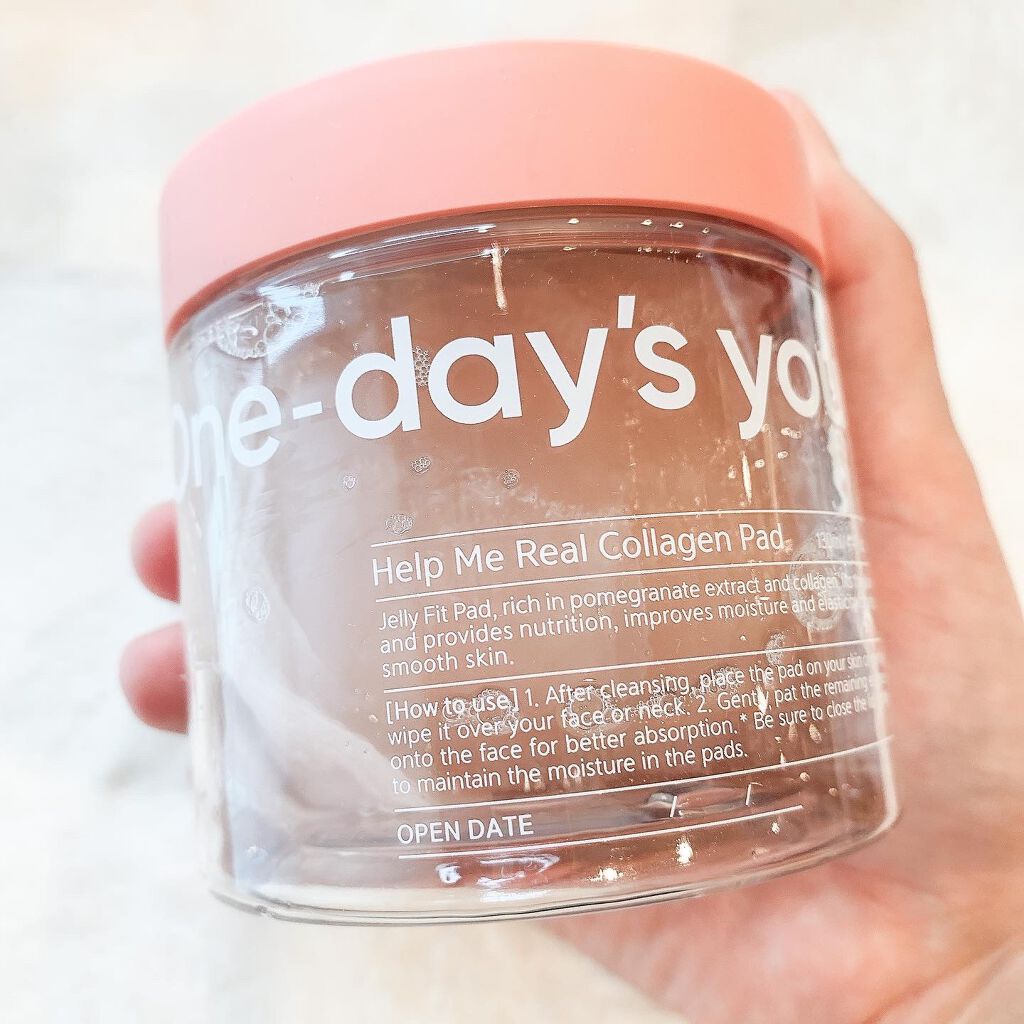 one-day's you
Help Me Real Collagen Pad
Jelly Fit Pad, rich in pomegranate extract and collagen,
and provides nutrition, improves moisture and
smooth skin.
[How to use] 1. After cleansing, place the pad on your skin
wipe it over your face or neck. 2. Gently pat the remaining
onto the face for better absorption. * Be sure to close the
to maintain the moisture in the pads.
OPEN DATE